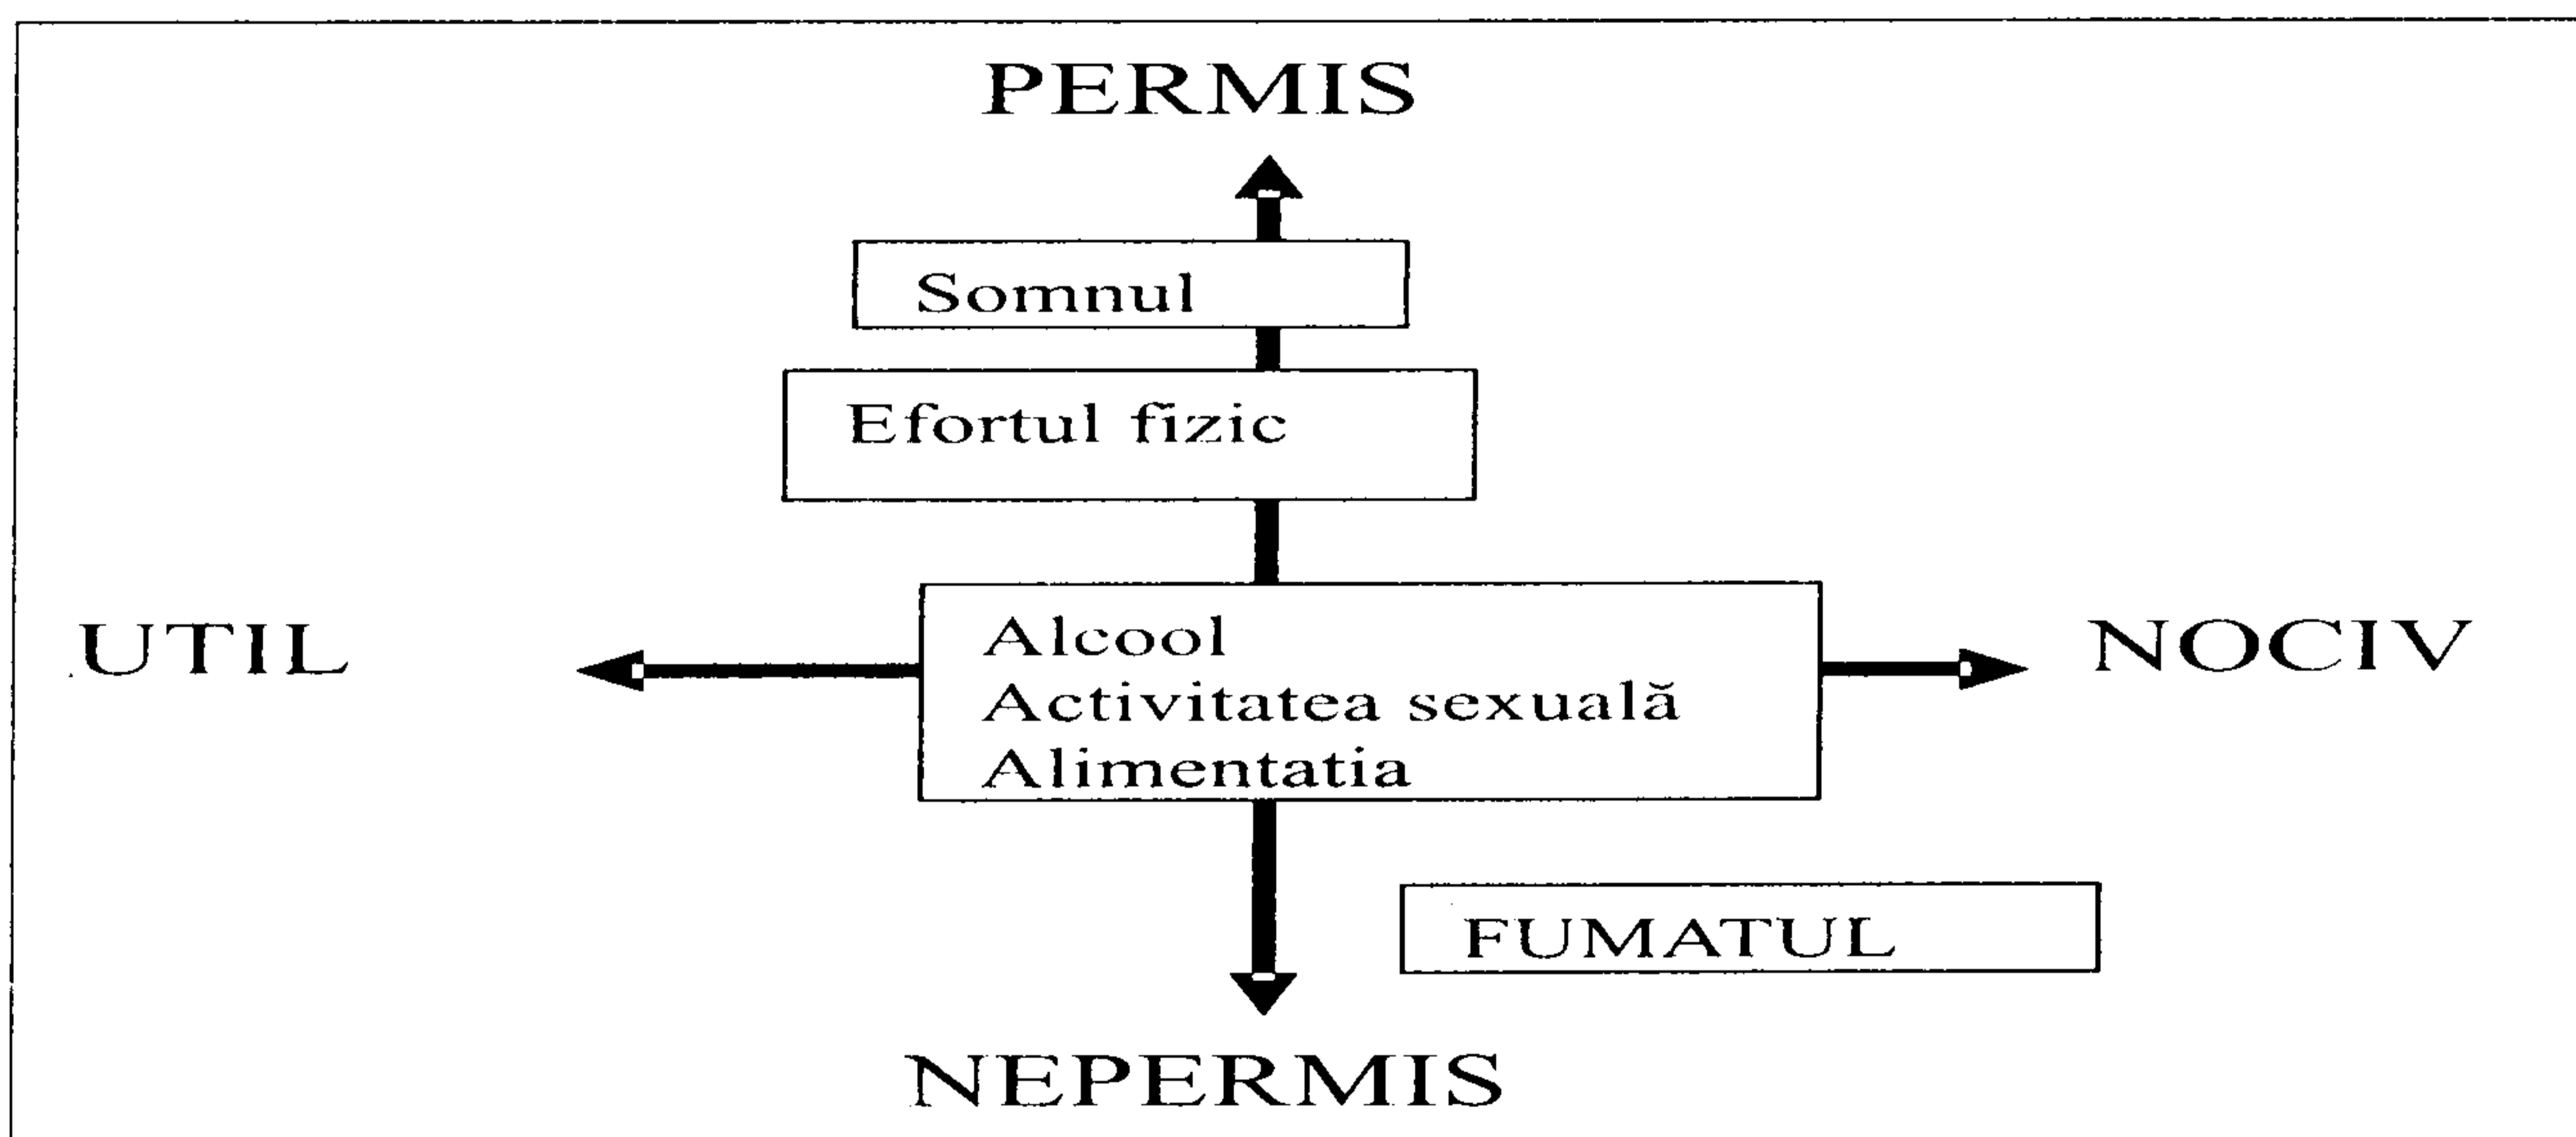 PERMIS
Somnul
Efortul fizic
UTIL
Alcool
Activitatea sexuală
Alimentatia
NOCIV
FUMATUL
NEPERMIS